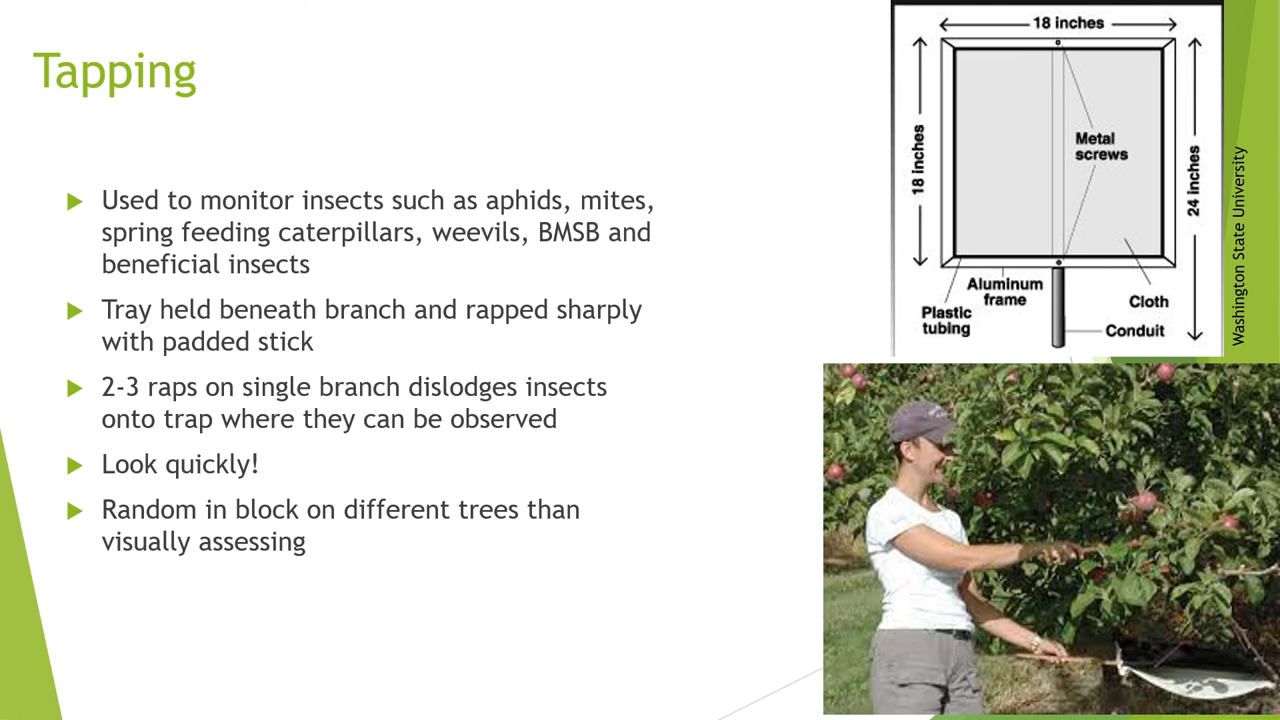 Tapping
Used to monitor insects such as aphids, mites,
spring feeding caterpillars, weevils, BMSB and
beneficial insects
Tray held beneath branch and rapped sharply
with padded stick
2-3 raps on single branch dislodges insects
onto trap where they can be observed
Look quickly!
Random in block on different trees than
visually assessing
18 inches
18 inches
Metal
screws
24 inches
Aluminum
frame
Plastic
tubing
Cloth
Conduit
Washington State University